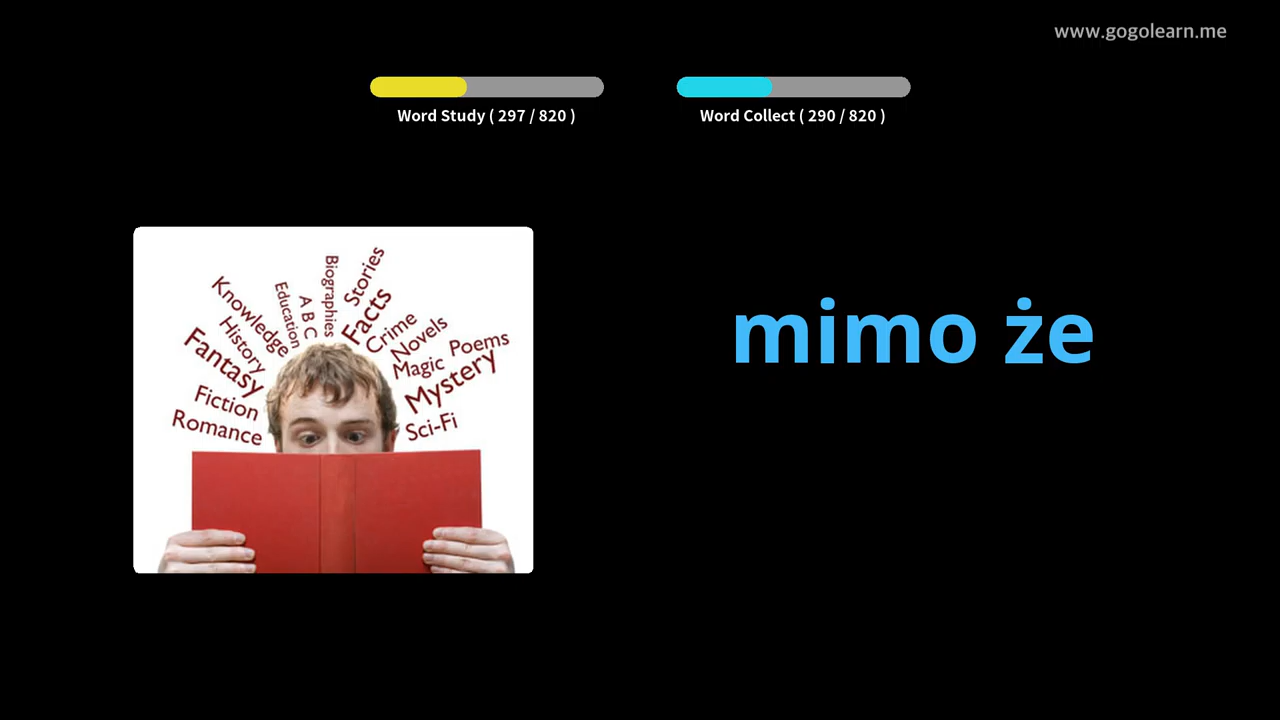 www.gogolearn.me
Word Study ( 297 / 820 )
Word Collect ( 290 / 820 )
Biographies
Stories
Education
A B C
Facts
Knowledge
Crime
History
Novels
Fantasy
Magic
Poems
Mystery
Fiction
Romance
Sci-Fi
mimo że